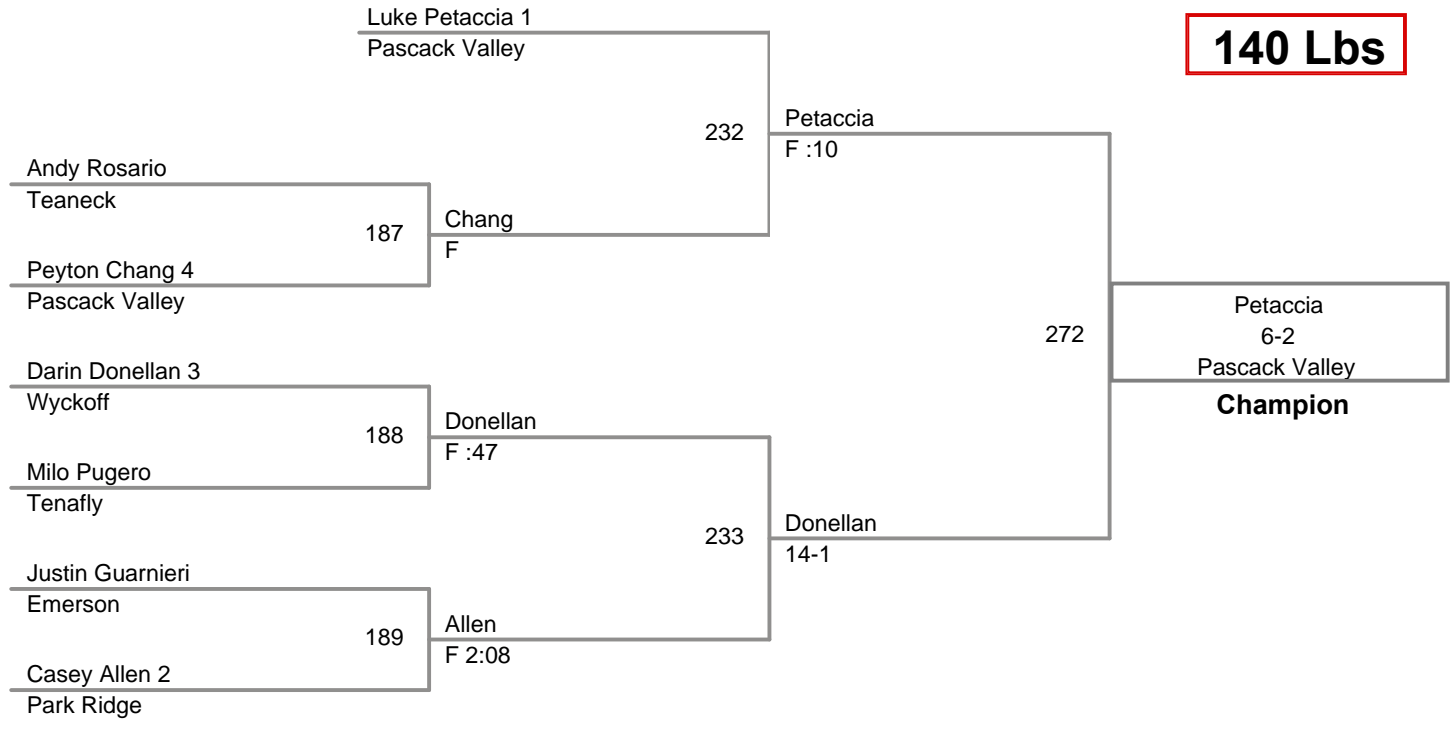 Luke Petaccia 1
Pascack Valley
140 Lbs
232
Petaccia
F :10
Andy Rosario
Teaneck
187
Chang
F
Peyton Chang 4
Pascack Valley
272
Petaccia
6-2
Pascack Valley
Champion
Darin Donellan 3
Wyckoff
188
Donellan
F :47
Milo Pugero
Tenafly
233
Donellan
14-1
Justin Guarnieri
Emerson
189
Allen
F 2:08
Casey Allen 2
Park Ridge